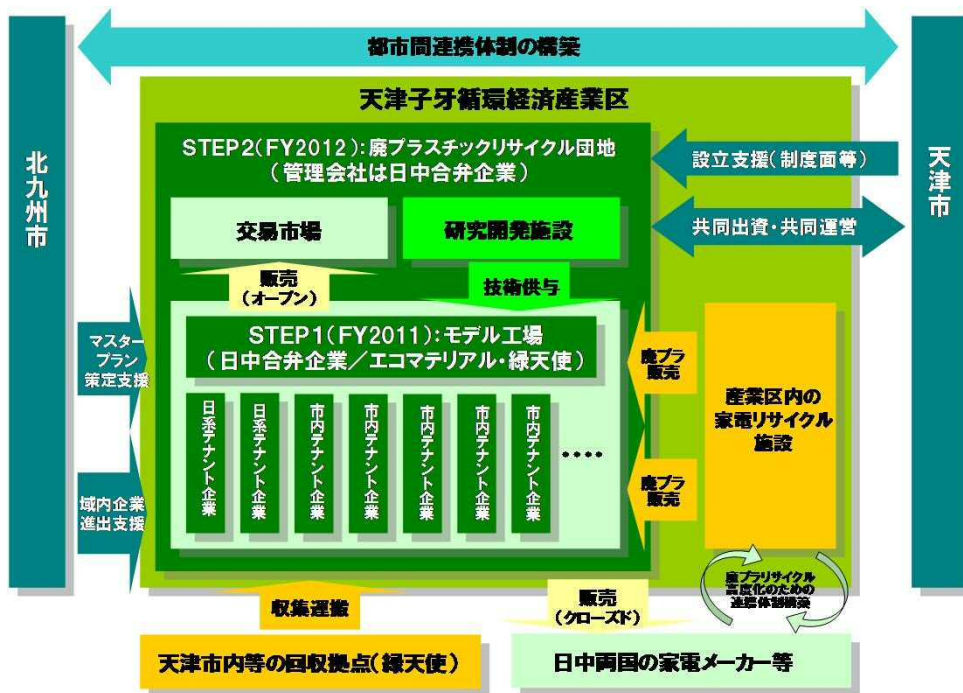 都市間連携体制の構築
北九州市
天津市
天津子牙循環経済産業区
STEP2(FY2012):廃プラスチックリサイクル団地
(管理会社は日中合弁企業)
設立支援(制度面等)
共同出資・共同運営
交易市場
研究開発施設
販売
(オープン)
技術供与
STEP1(FY2011):モデル工場
(日中合弁企業/エコマテリアル・緑天使)
マスター
プラン
策定支援
廃プラ
販売
産業区内の
家電リサイクル
施設
日系テナント企業
日系テナント企業
市内テナント企業
市内テナント企業
市内テナント企業
市内テナント企業
市内テナント企業
••••
廃プラ
販売
域内企業
進出支援
廃プラリサイクル
高度化のための
連携体制構築
収集運搬
販売
(クローズド)
天津市内等の回収拠点(緑天使)
日中両国の家電メーカー等